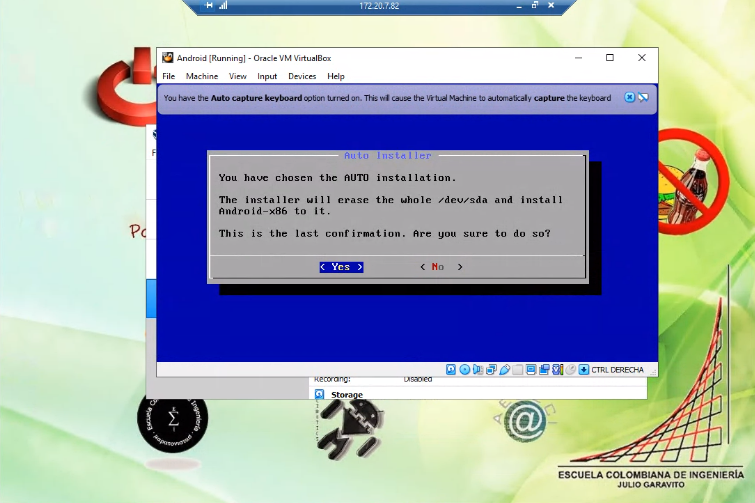 172.20.7.82
Android [Running] - Oracle VM VirtualBox
File Machine View Input Devices Help
You have the Auto capture keyboard option turned on. This will cause the Virtual Machine to automatically capture the keyboard
Auto Installer
You have chosen the AUTO installation.
The installer will erase the whole /dev/sda and install
Android-x86 to it.
This is the last confirmation. Are you sure to do so?
< Yes > < No >
CTRL DERECHA
Recording: Disabled
Storage
@
ESCUELA COLOMBIANA DE INGENIERÍA
JULIO GARAVITO